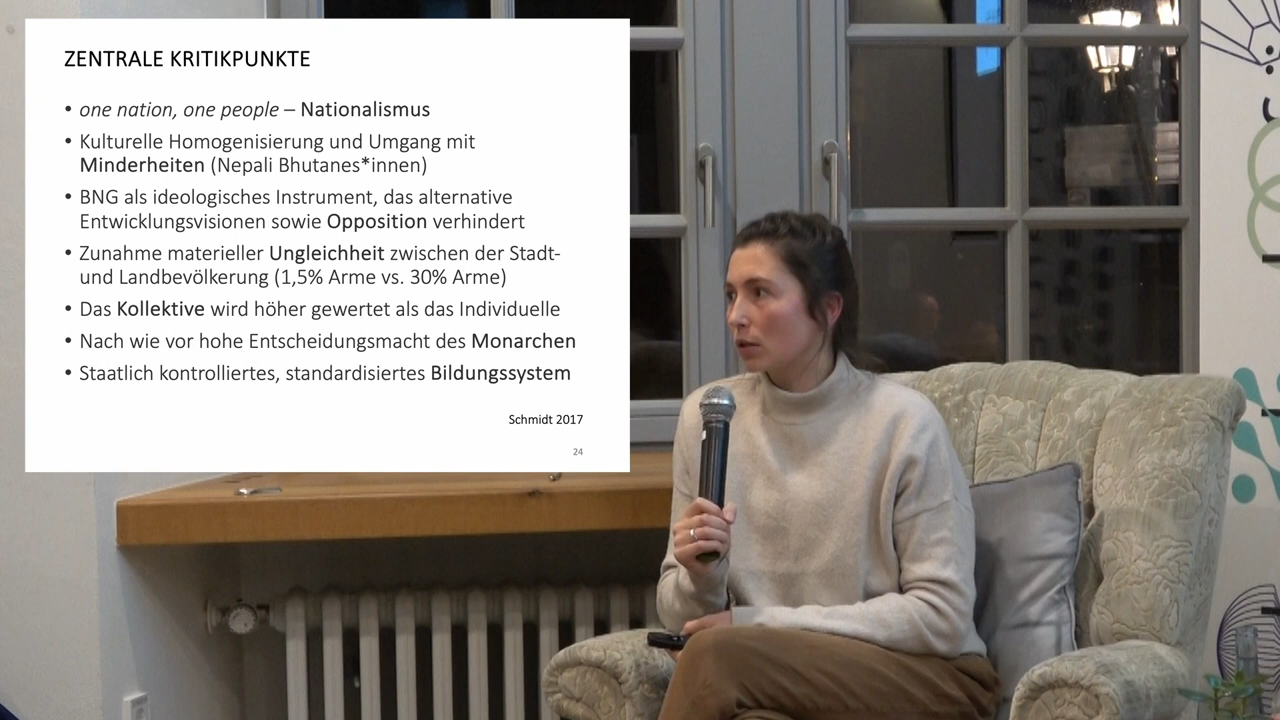 ZENTRALE KRITIKPUNKTE
• one nation, one people – Nationalismus
• Kulturelle Homogenisierung und Umgang mit
Minderheiten (Nepali Bhutanes*innen)
• BNG als ideologisches Instrument, das alternative
Entwicklungsvisionen sowie Opposition verhindert
• Zunahme materieller Ungleichheit zwischen der Stadt-
und Landbevölkerung (1,5% Arme vs. 30% Arme)
• Das Kollektive wird höher gewertet als das Individuelle
• Nach wie vor hohe Entscheidungsmacht des Monarchen
• Staatlich kontrolliertes, standardisiertes Bildungssystem
Schmidt 2017
24